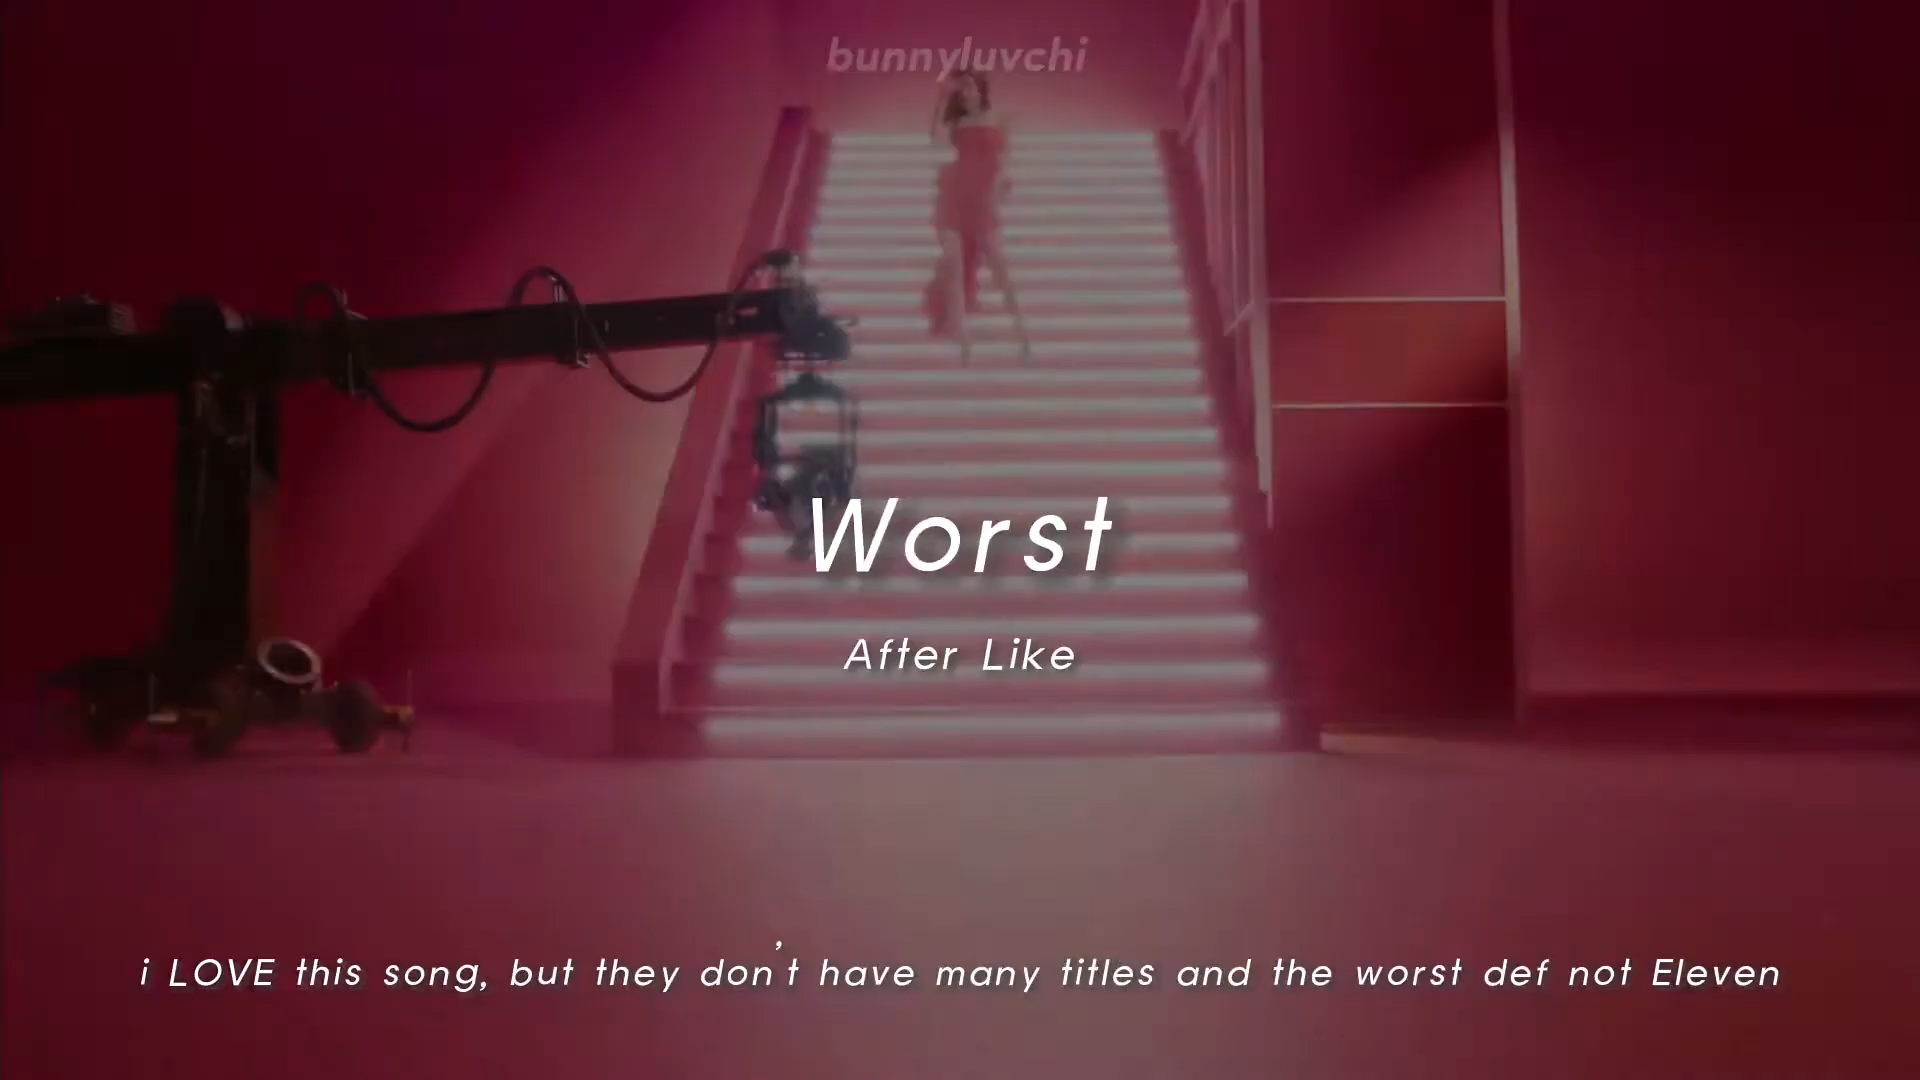 bunnyluvchi
Worst
After Like
i LOVE this song, but they don't have many titles and the worst def not Eleven